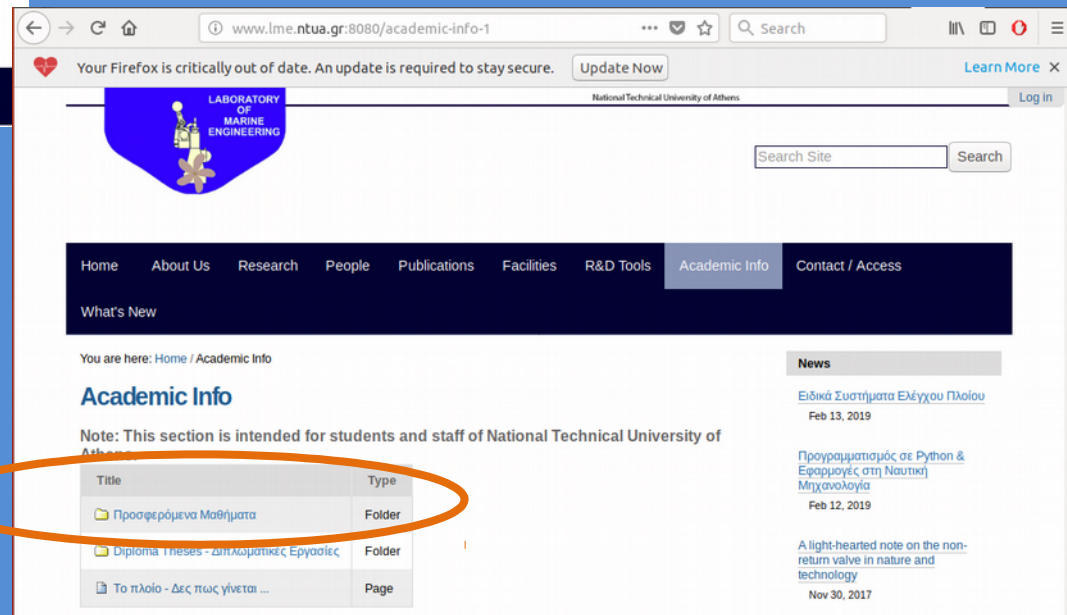 www.lme.ntua.gr:8080/academic-info-1
Search
Your Firefox is critically out of date. An update is required to stay secure.
Update Now
Learn More
LABORATORY
OF
MARINE
ENGINEERING
National Technical University of Athens
Log in
Search Site
Search
Home About Us Research People Publications Facilities R&D Tools Academic Info Contact / Access
What's New
You are here: Home / Academic Info
Academic Info
Note: This section is intended for students and staff of National Technical University of
Athens.
Title Type
Προσφερόμενα Μαθήματα Folder
Diploma Theses - Διπλωματικές Εργασίες Folder
Το πλοίο - Δες πως γίνεται ... Page
News
Ειδικά Συστήματα Ελέγχου Πλοίου
Feb 13, 2019
Προγραμματισμός σε Python &
Εφαρμογές στη Ναυτική
Μηχανολογία
Feb 12, 2019
A light-hearted note on the non-
return valve in nature and
technology
Nov 30, 2017